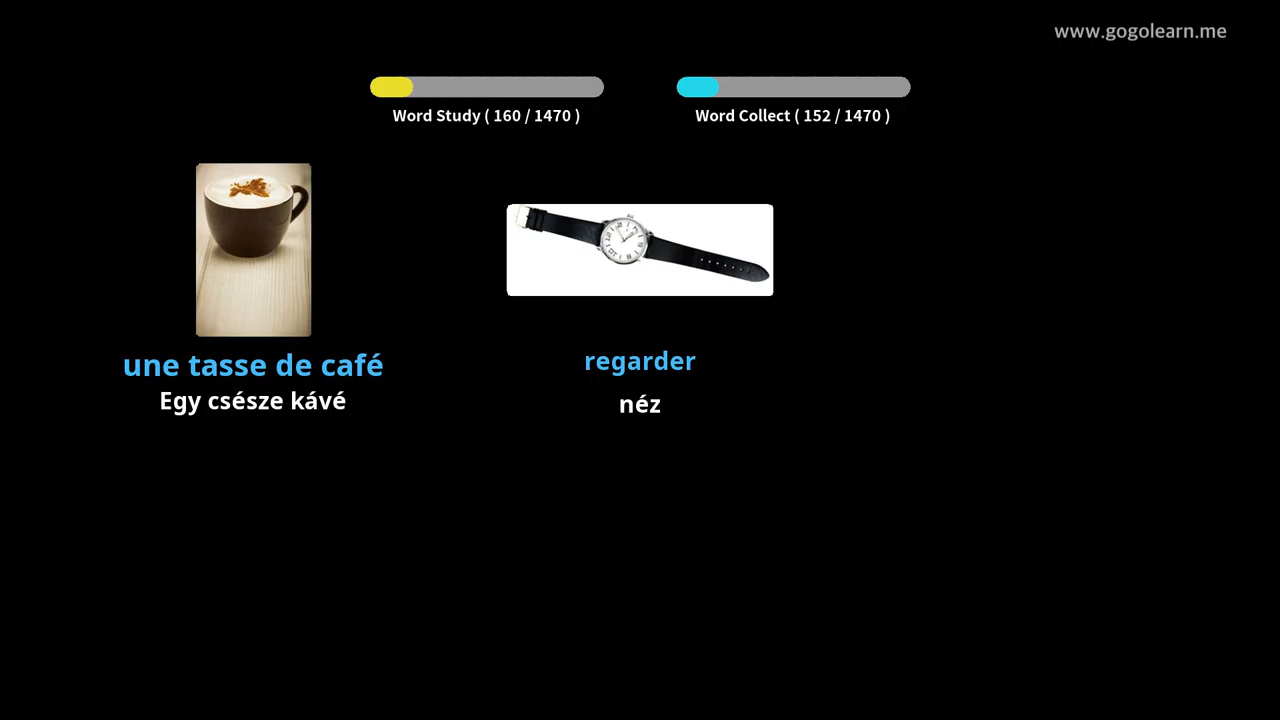 www.gogolearn.me
Word Study ( 160 / 1470 )
Word Collect ( 152 / 1470 )
une tasse de café
Egy csésze kávé
regarder
néz